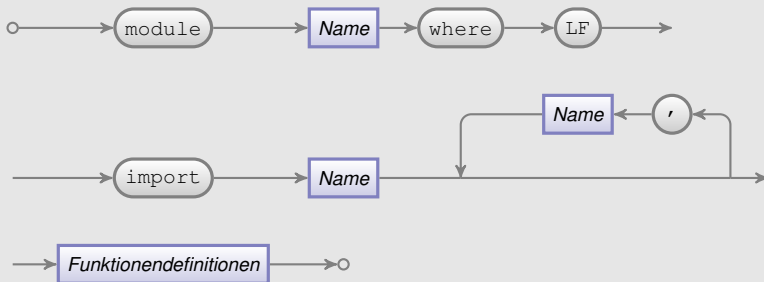 module Name where LF
Name ,
import Name
Funktionendefinitionen